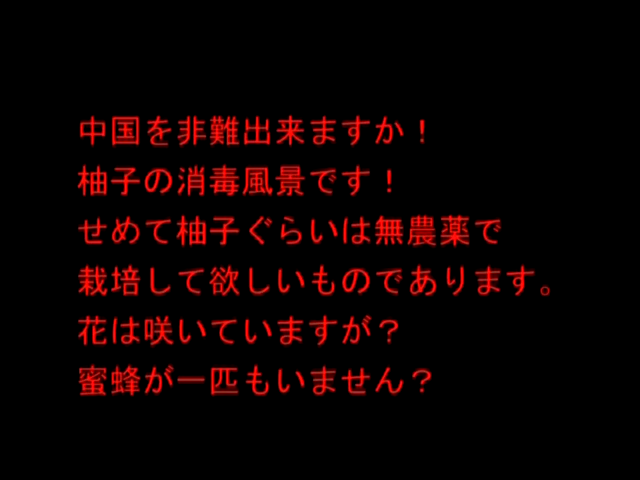 中国を非難出来ますか！
柚子の消毒風景です！
せめて柚子ぐらいは無農薬で
栽培して欲しいものであります。
花は咲いていますが？
蜜蜂が一匹もいません？